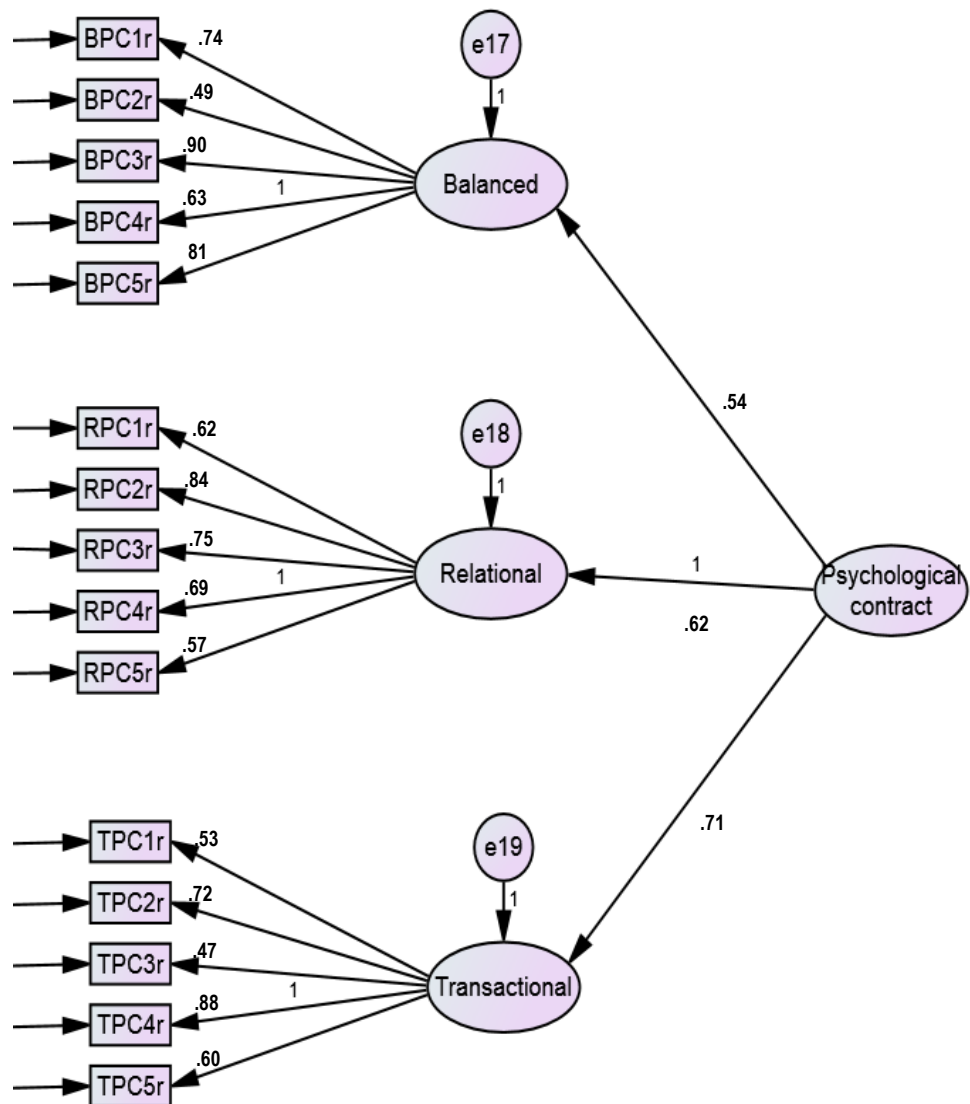 BPC1r
.74
BPC2r
.49
BPC3r
.90
BPC4r
.63
1
BPC5r
81
e17
1
Balanced
.54
RPC1r
.62
RPC2r
.84
RPC3r
.75
RPC4r
.69
1
RPC5r
.57
e18
1
Relational
1
.62
Psychological
contract
.71
TPC1r
.53
TPC2r
.72
TPC3r
.47
TPC4r
.88
1
TPC5r
.60
e19
1
Transactional